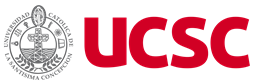 UNIVERSIDAD CATOLICA DE
LA SANTISIMA CONCEPCION
UCSC